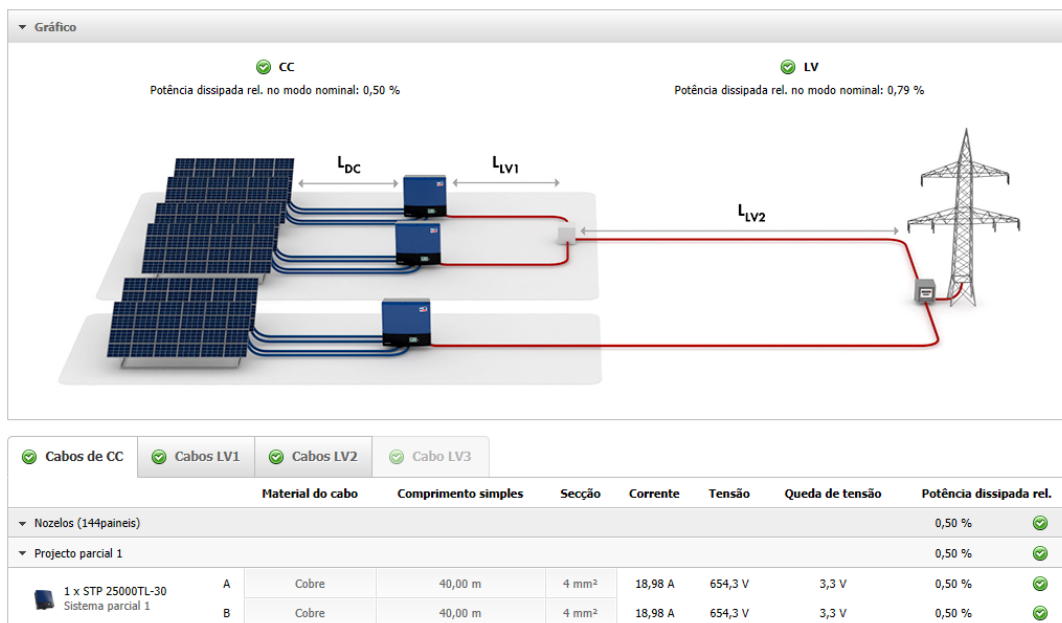 Gráfico
CC
LV
Potência dissipada rel. no modo nominal: 0,50 %
Potência dissipada rel. no modo nominal: 0,79 %
LDC
LLV1
LLV2
Cabos de CC Cabos LV1 Cabos LV2 Cabo LV3
Material do cabo Comprimento simples Secção Corrente Tensão Queda de tensão Potência dissipada rel.
Nozelos (144paineis) 0,50 %
Projecto parcial 1 0,50 %
1 x STP 25000TL-30
Sistema parcial 1
A Cobre 40,00 m 4 mm² 18,98 A 654,3 V 3,3 V 0,50 %
B Cobre 40,00 m 4 mm² 18,98 A 654,3 V 3,3 V 0,50 %